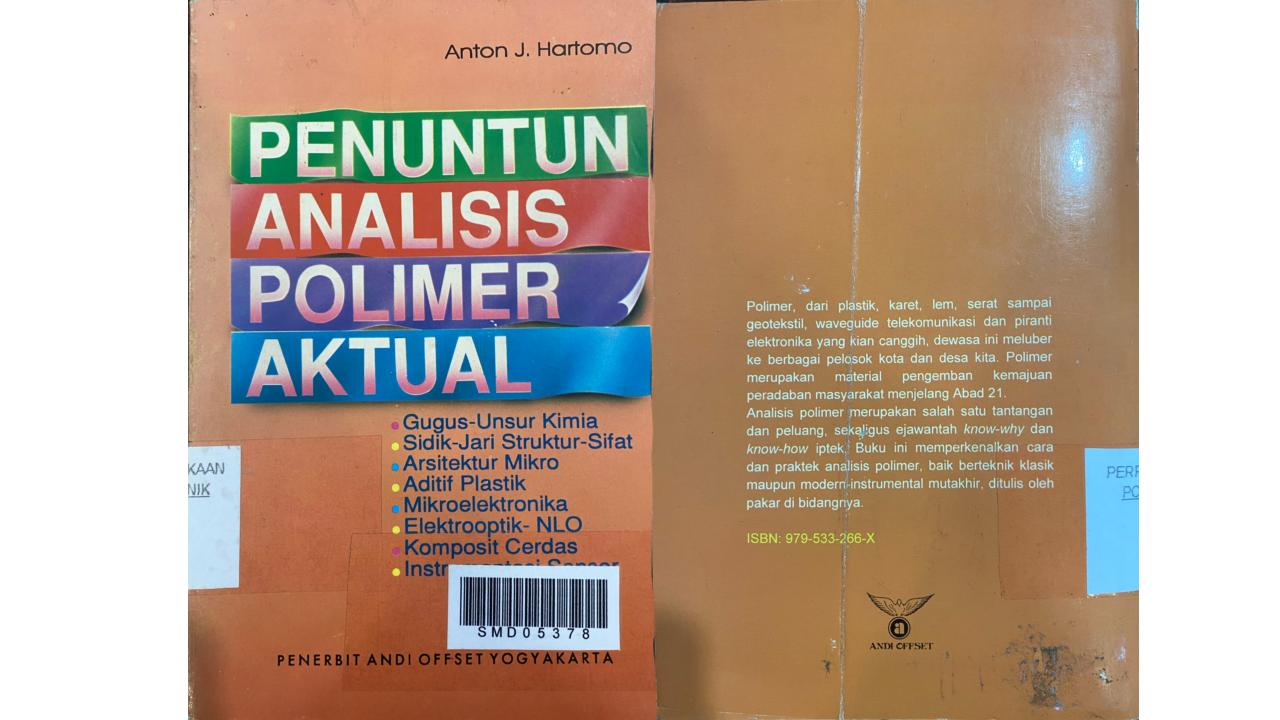 Anton J. Hartomo
PENUNTUN
ANALISIS
POLIMER
AKTUAL
Gugus-Unsur Kimia
Sidik-Jari Struktur-Sifat
Arsitektur Mikro
Aditif Plastik
Mikroelektronika
Elektrooptik- NLO
Komposit Cerdas
Instrumentasi Sensor
KAAN
NIK
SMD05378
PENERBIT ANDI OFFSET YOGYAKARTA
Polimer, dari plastik, karet, lem, serat sampai
geotekstil, waveguide telekomunikasi dan piranti
elektronika yang kian canggih, dewasa ini meluber
ke berbagai pelosok kota dan desa kita. Polimer
merupakan material pengemban kemajuan
peradaban masyarakat menjelang Abad 21.
Analisis polimer merupakan salah satu tantangan
dan peluang, sekaligus ejawantah know-why dan
know-how iptek. Buku ini memperkenalkan cara
dan praktek analisis polimer, baik berteknik klasik
maupun modern-instrumental mutakhir, ditulis oleh
pakar di bidangnya.
ISBN: 979-533-266-X
PERP
PO
a
ANDI OFFSET